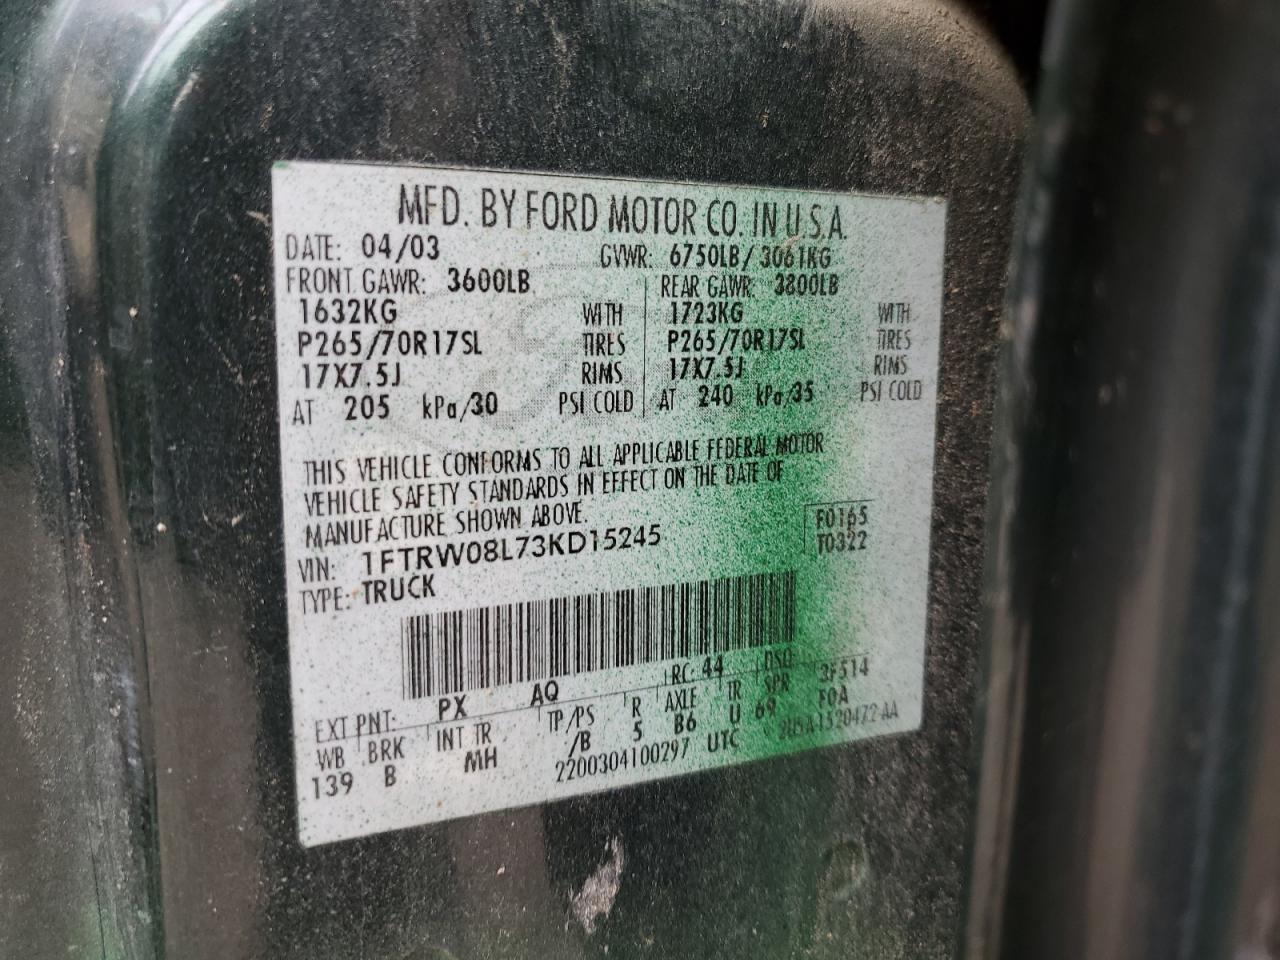 MFD. BY FORD MOTOR CO. IN U.S.A.
DATE: 04/03 GVWR: 6750LB/ 3061KG
FRONT GAWR: 3600LB REAR GAWR: 3800LB
1632KG WITH 1723KG WITH
P265/70R17SL TIRES P265/70R17SL TIRES
17X7.5J RIMS 17X7.5J RIMS
AT 205 kPa/30 PSI COLD AT 240 kPa/35 PSI COLD
THIS VEHICLE CONFORMS TO ALL APPLICABLE FEDERAL MOTOR
VEHICLE SAFETY STANDARDS IN EFFECT ON THE DATE OF
MANUFACTURE SHOWN ABOVE.
VIN: 1FTRW08L73KD15245 F0165
TYPE: TRUCK T0322
EXT PNT: PX AQ RC: 44 DSO 3F514
WB BRK INT TR TP/PS R AXLE TR SPR F0A
139 B MH /B 5 B6 U 69
2200304100297 UTC 2U5A1520472-AA